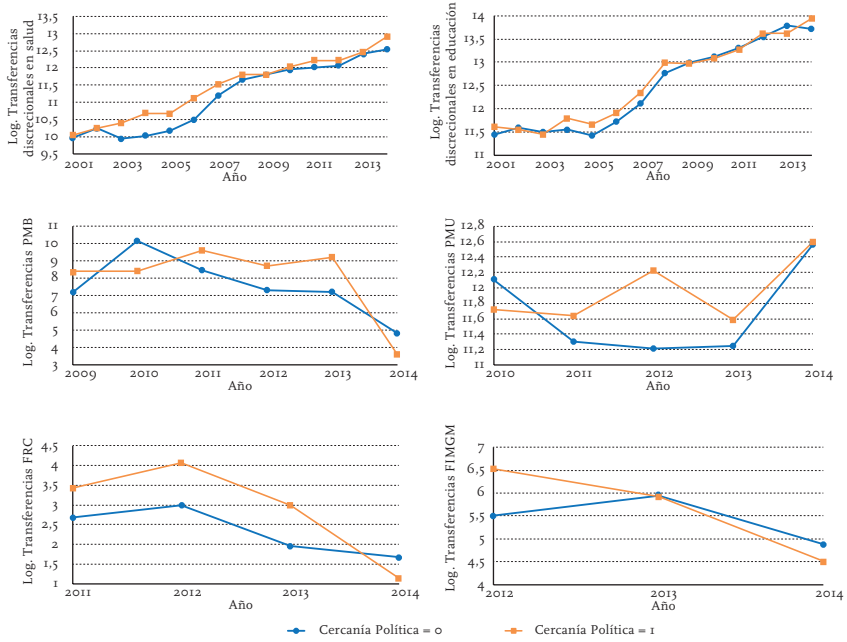 Log. Transferencias
discrecionales en salud
13,5
13
12,5
12
11,5
11
10,5
10
9,5
2001 2003 2005 2007 2009 2011 2013
Año
Log. Transferencias
discrecionales en educación
14
13,5
13
12,5
12
11,5
11
2001 2003 2005 2007 2009 2011 2013
Año
Log. Transferencias PMB
11
10
9
8
7
6
5
4
3
2009 2010 2011 2012 2013 2014
Año
Log. Transferencias PMU
12,8
12,6
12,4
12,2
12
11,8
11,6
11,4
11,2
11
2010 2011 2012 2013 2014
Año
Log. Transferencias FRC
4,5
4
3,5
3
2,5
2
1,5
1
2011 2012 2013 2014
Año
Log. Transferencias FIMGM
7
6,5
6
5,5
5
4,5
4
2012 2013 2014
Año
Cercanía Política = 0 Cercanía Política = 1